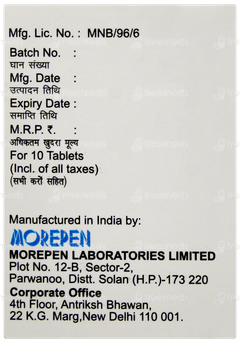 Mfg. Lic. No. : MNB/96/6
Batch No. :
घान संख्या
Mfg. Date :
उत्पादन तिथि
Expiry Date :
समाप्ति तिथि
M.R.P. ₹. :
अधिकतम खुदरा मूल्य
For 10 Tablets
(Incl. of all taxes)
(सभी करों सहित)
Manufactured in India by:
MOREPEN
MOREPEN LABORATORIES LIMITED
Plot No. 12-B, Sector-2,
Parwanoo, Distt. Solan (H.P.)-173 220
Corporate Office
4th Floor, Antriksh Bhawan,
22 K.G. Marg,New Delhi 110 001.